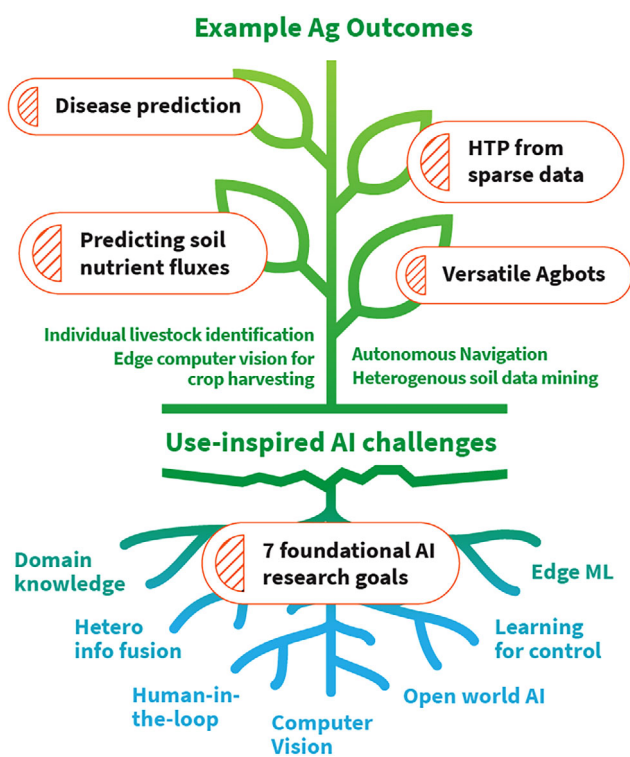 Example Ag Outcomes
Disease prediction
HTP from
sparse data
Predicting soil
nutrient fluxes
Versatile Agbots
Individual livestock identification
Edge computer vision for
crop harvesting
Autonomous Navigation
Heterogenous soil data mining
Use-inspired AI challenges
7 foundational AI
research goals
Domain
knowledge
Edge ML
Hetero
info fusion
Learning
for control
Human-in-
the-loop
Open world AI
Computer
Vision